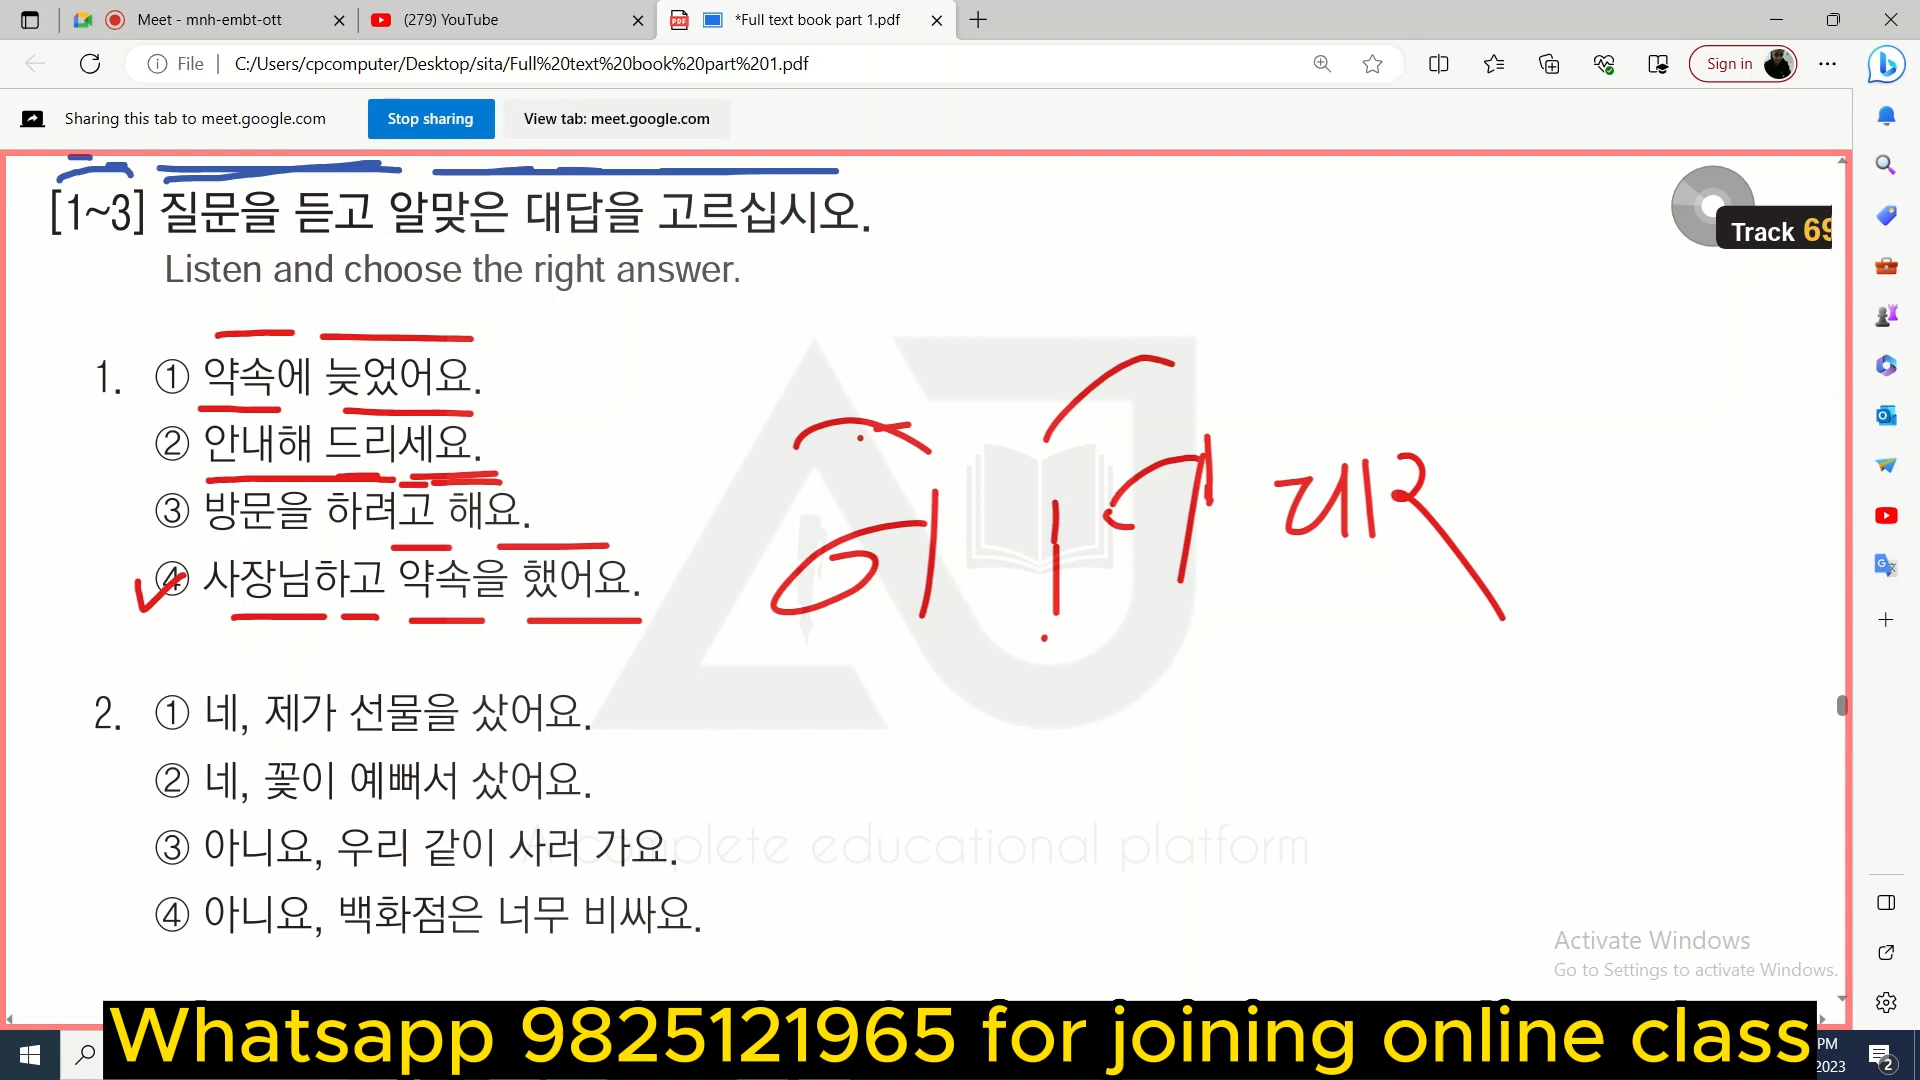 Meet - mnh-embt-ott
(279) YouTube
*Full text book part 1.pdf
File
C:/Users/cpcomputer/Desktop/sita/Full%20text%20book%20part%201.pdf
Sign in
Sharing this tab to meet.google.com
Stop sharing
View tab: meet.google.com
[1~3] 질문을 듣고 알맞은 대답을 고르십시오.
Track 69
Listen and choose the right answer.
1. ① 약속에 늦었어요.
② 안내해 드리세요.
③ 방문을 하려고 해요.
④ 사장님하고 약속을 했어요.
2. ① 네, 제가 선물을 샀어요.
② 네, 꽃이 예뻐서 샀어요.
③ 아니요, 우리 같이 사러 가요.
complete educational platform
④ 아니요, 백화점은 너무 비싸요.
Activate Windows
Go to Settings to activate Windows.
Whatsapp 9825121965 for joining online class
PM
2023
2